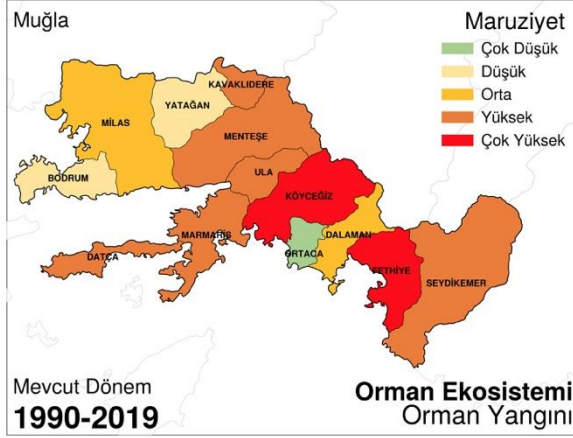 Muğla
Maruziyet
Çok Düşük
Düşük
Orta
Yüksek
Çok Yüksek
KAVAKLIDERE
YATAĞAN
MİLAS
MENTEŞE
BODRUM
ULA
KÖYCEĞİZ
MARMARİS
DALAMAN
DATÇA
ORTACA
FETHİYE
SEYDİKEMER
Mevcut Dönem
1990-2019
Orman Ekosistemi
Orman Yangını